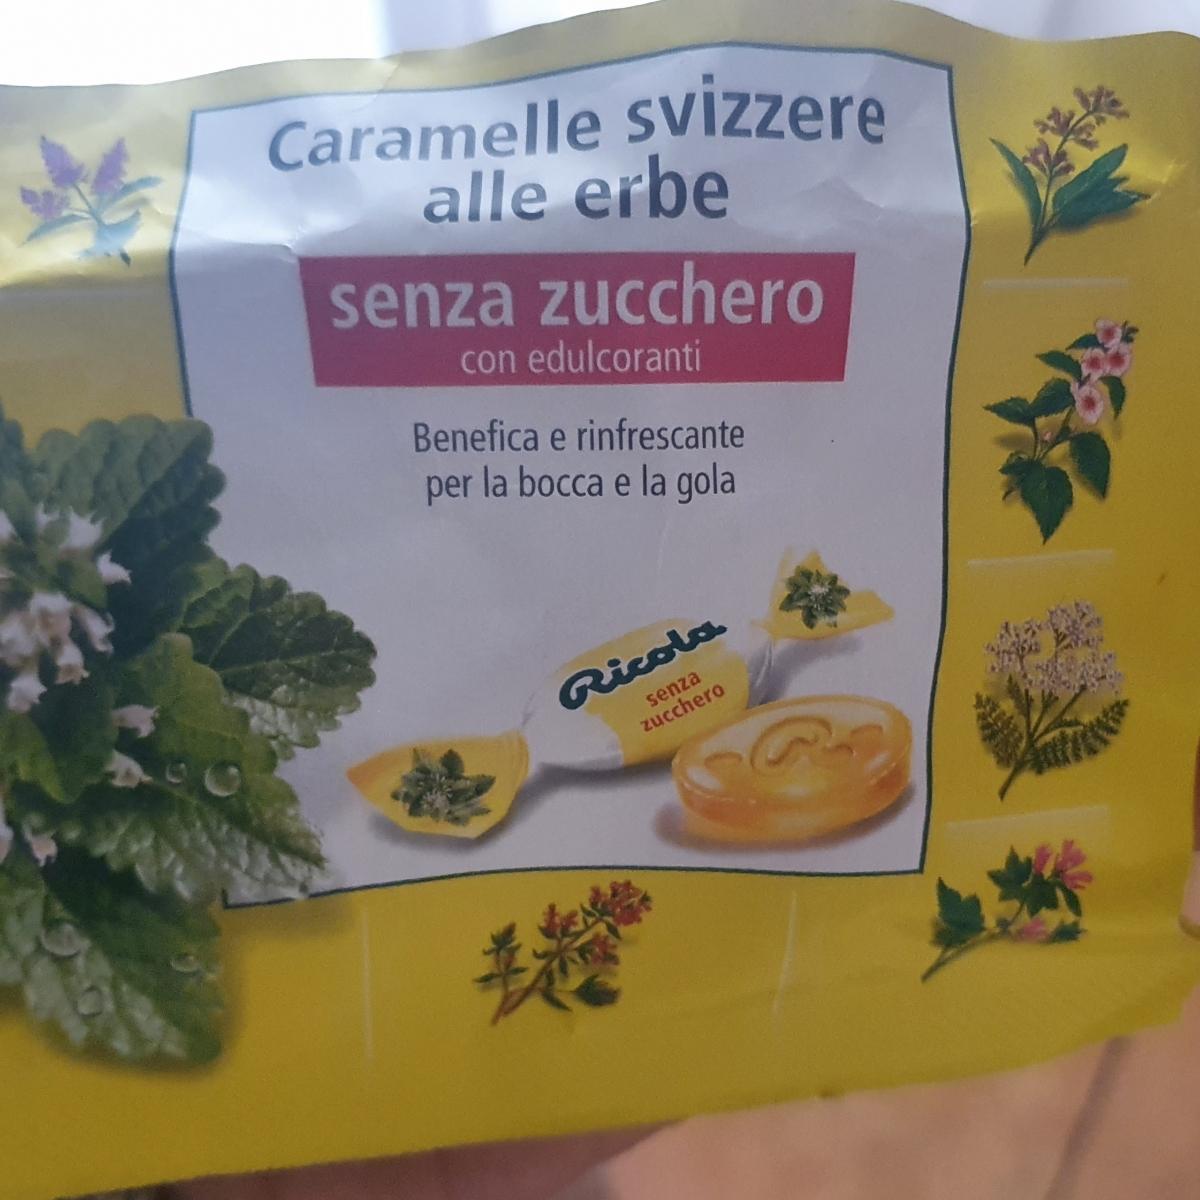 Caramelle svizzere
alle erbe
senza zucchero
con edulcoranti
Benefica e rinfrescante
per la bocca e la gola
Ricola
senza
zucchero